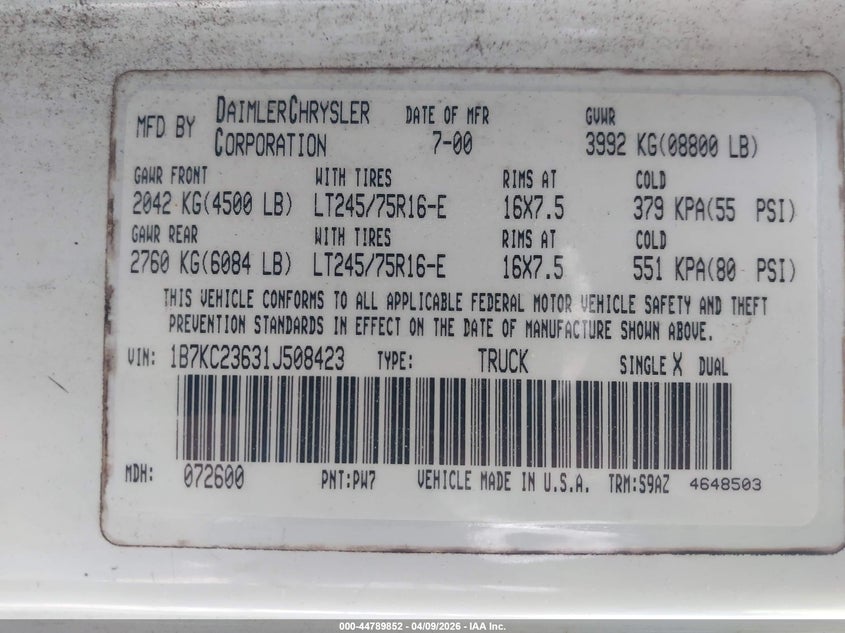 MFD BY DAIMLERCHRYSLER CORPORATION DATE OF MFR 7-00 GVWR 3992 KG(08800 LB)
GAWR FRONT WITH TIRES RIMS AT COLD
2042 KG(4500 LB) LT245/75R16-E 16X7.5 379 KPA(55 PSI)
GAWR REAR WITH TIRES RIMS AT COLD
2760 KG(6084 LB) LT245/75R16-E 16X7.5 551 KPA(80 PSI)
THIS VEHICLE CONFORMS TO ALL APPLICABLE FEDERAL MOTOR VEHICLE SAFETY AND THEFT
PREVENTION STANDARDS IN EFFECT ON THE DATE OF MANUFACTURE SHOWN ABOVE.
VIN: 1B7KC23631J508423 TYPE: TRUCK SINGLE X DUAL
MDH: 072600 PNT:PW7 VEHICLE MADE IN U.S.A. TRM:S9AZ 4648503
000-44789852 - 04/09/2026 - IAA Inc.